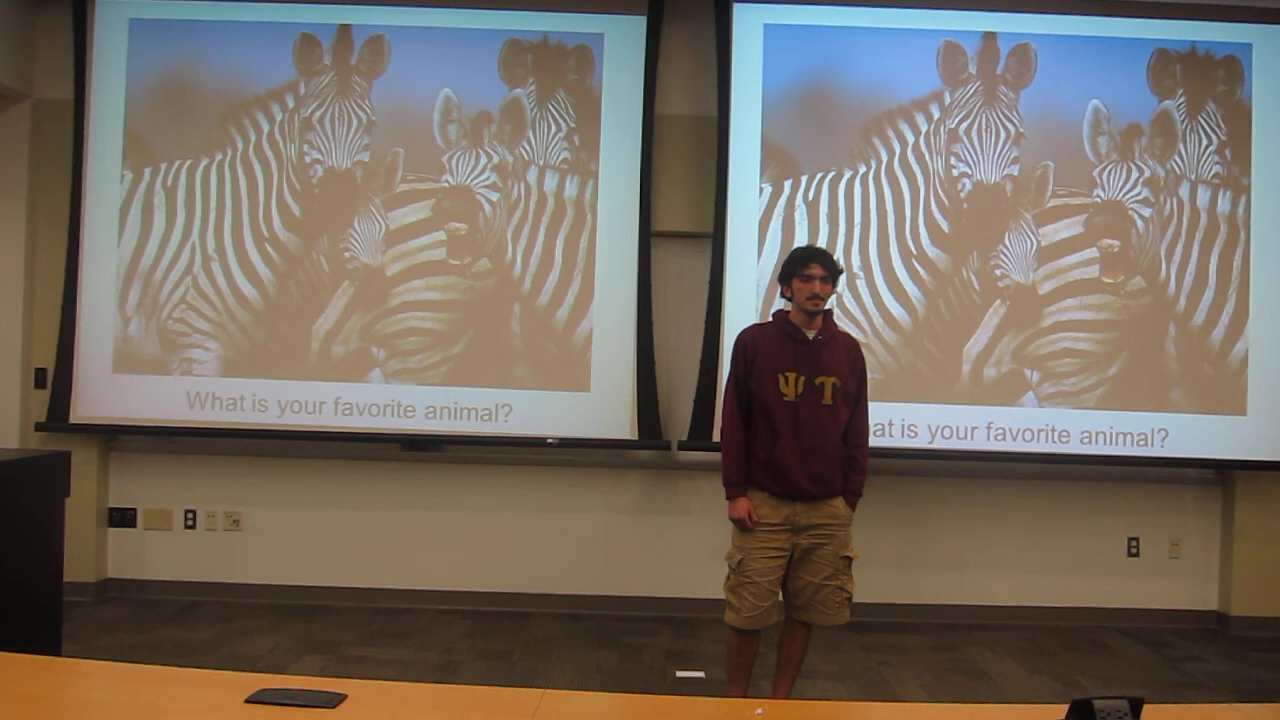 What is your favorite animal?
at is your favorite animal?
ΨΥ